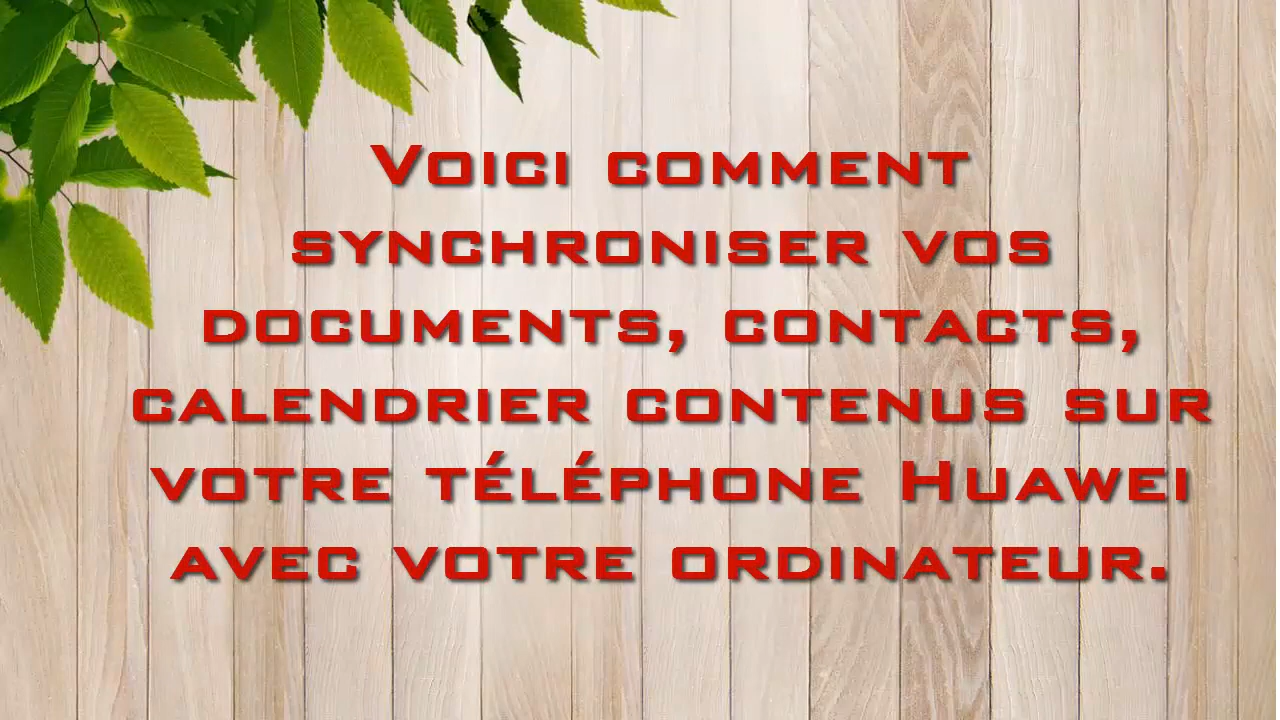 Voici comment
synchroniser vos
documents, contacts,
calendrier contenus sur
votre téléphone Huawei
avec votre ordinateur.